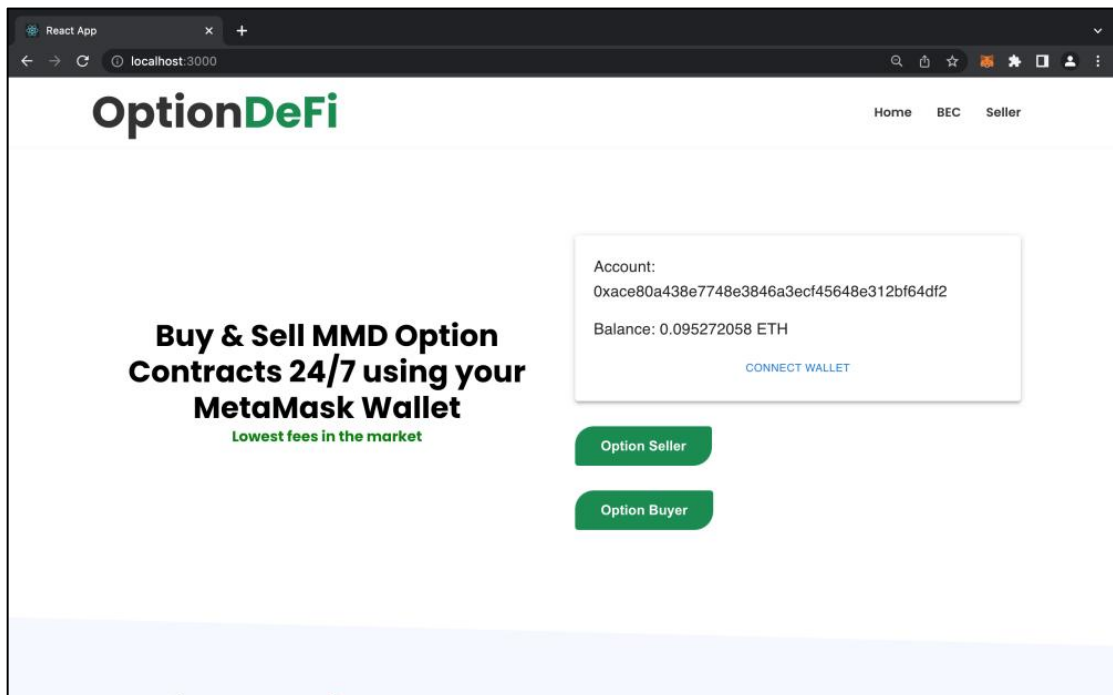 React App
localhost:3000
OptionDeFi
Home BEC Seller
Account:
0xace80a438e7748e3846a3ecf45648e312bf64df2
Balance: 0.095272058 ETH
CONNECT WALLET
Buy & Sell MMD Option
Contracts 24/7 using your
MetaMask Wallet
Lowest fees in the market
Option Seller
Option Buyer